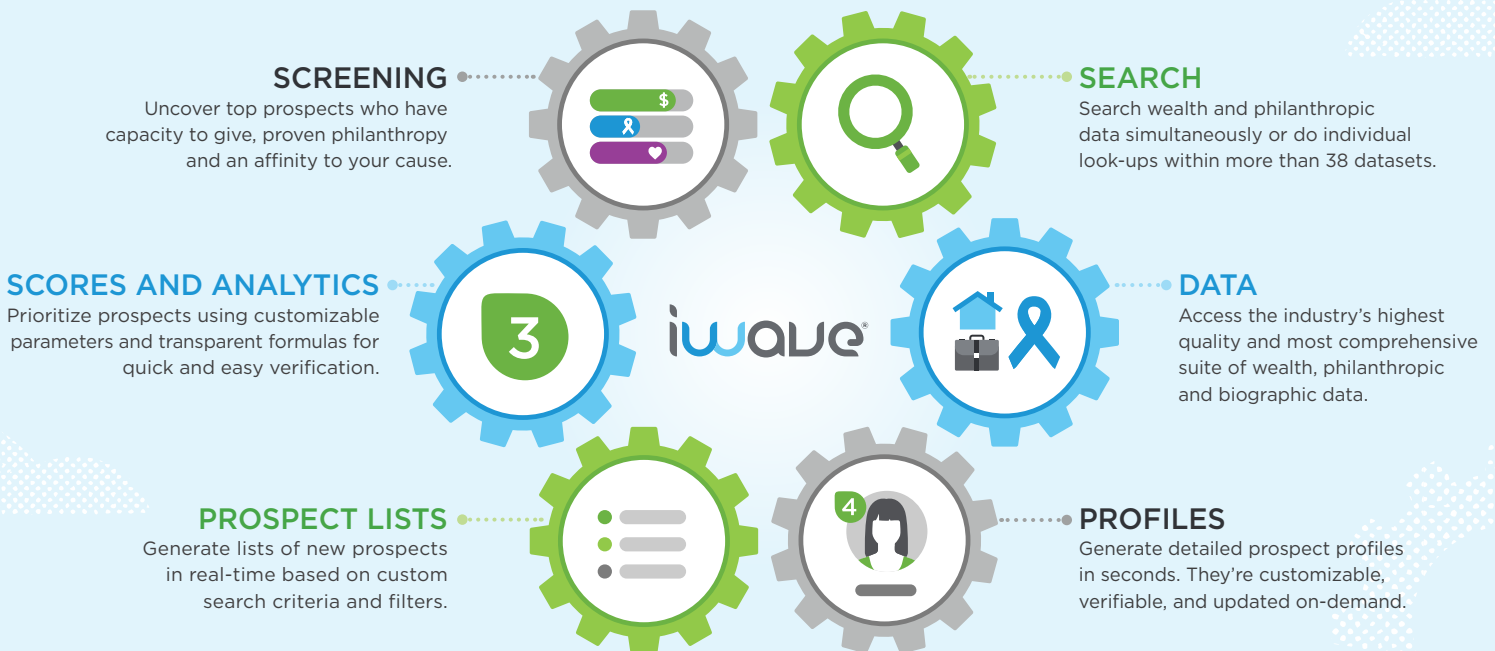 SCREENING
Uncover top prospects who have
capacity to give, proven philanthropy
and an affinity to your cause.
$
SEARCH
Search wealth and philanthropic
data simultaneously or do individual
look-ups within more than 38 datasets.
SCORES AND ANALYTICS
Prioritize prospects using customizable
parameters and transparent formulas for
quick and easy verification.
3
iwave®
DATA
Access the industry’s highest
quality and most comprehensive
suite of wealth, philanthropic
and biographic data.
PROSPECT LISTS
Generate lists of new prospects
in real-time based on custom
search criteria and filters.
4
PROFILES
Generate detailed prospect profiles
in seconds. They’re customizable,
verifiable, and updated on-demand.